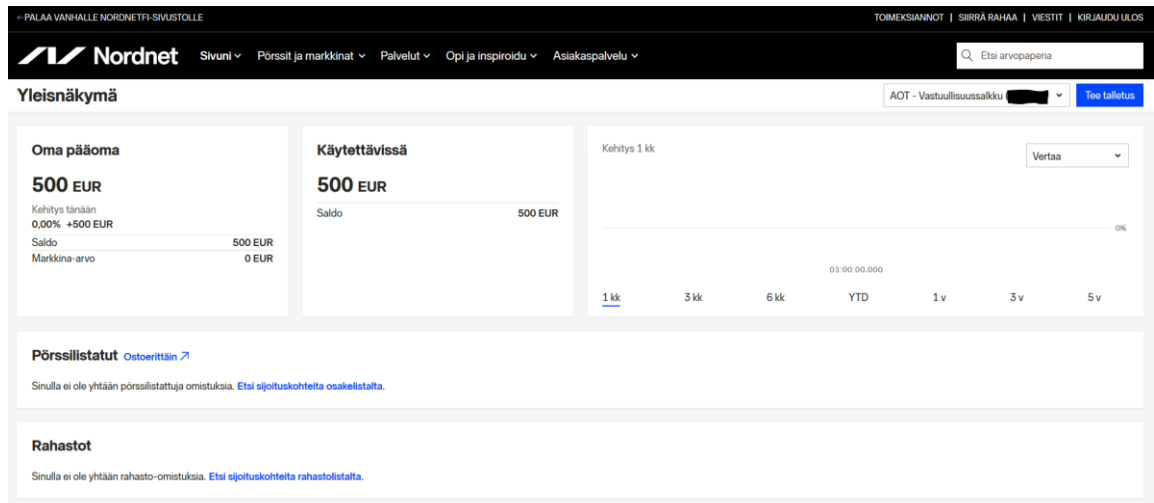 ←PALAA VANHALLE NORDNETFI-SIVUSTOLLE
TOIMEKSIANNOT | SIIRRÄ RAHAA | VIESTIT | KIRJAUDU ULOS
Nordnet
Sivuni Pörssit ja markkinat Palvelut Opi ja inspiroidu Asiakaspalvelu
Etsi arvopaperia
Yleisnäkymä
AOT - Vastuullisuussalkku (
Tee talletus
Oma pääoma
500 EUR
Kehitys tänään
0,00% +500 EUR
Saldo 500 EUR
Markkina-arvo 0 EUR
Käytettävissä
500 EUR
Saldo 500 EUR
Kehitys 1 kk
Vertaa
0%
03:00:00.000
1 kk 3 kk 6 kk YTD 1 v 3 v 5 v
Pörssilistatut Ostoerittäin
Sinulla ei ole yhtään pörssilistattuja omistuksia. Etsi sijoituskohteita osakelistalta.
Rahastot
Sinulla ei ole yhtään rahasto-omistuksia. Etsi sijoituskohteita rahastolistalta.